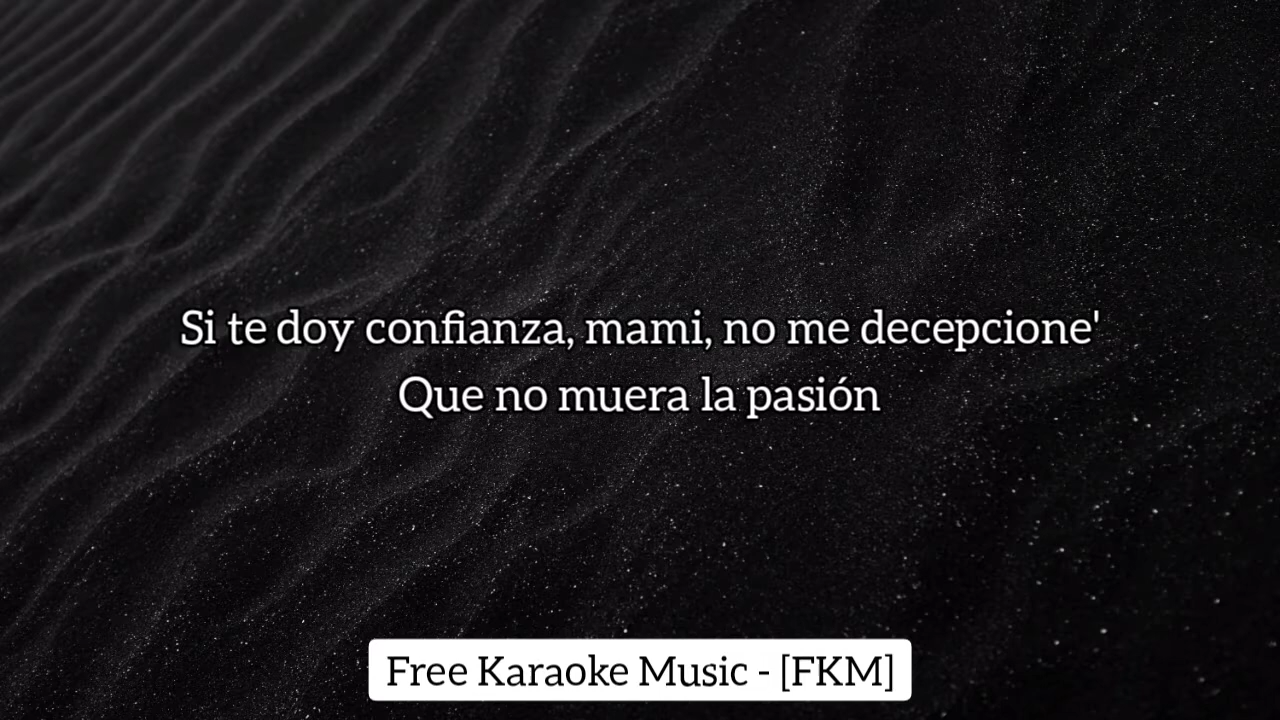 Si te doy confianza, mami, no me decepcione'
Que no muera la pasión
Free Karaoke Music - [FKM]